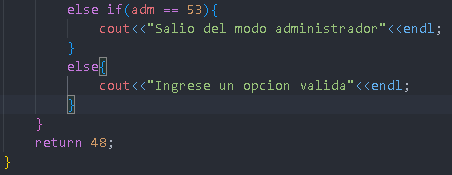 else if(adm == 53){
cout<<"Salio del modo administrador"<<endl;
}
else{
cout<<"Ingrese un opcion valida"<<endl;
}
}
return 48;
}